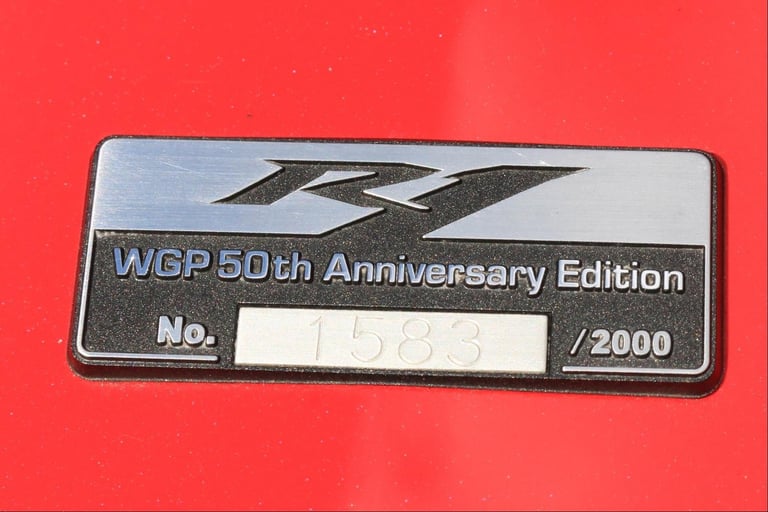 R1
WGP 50th Anniversary Edition
No. 1583 /2000